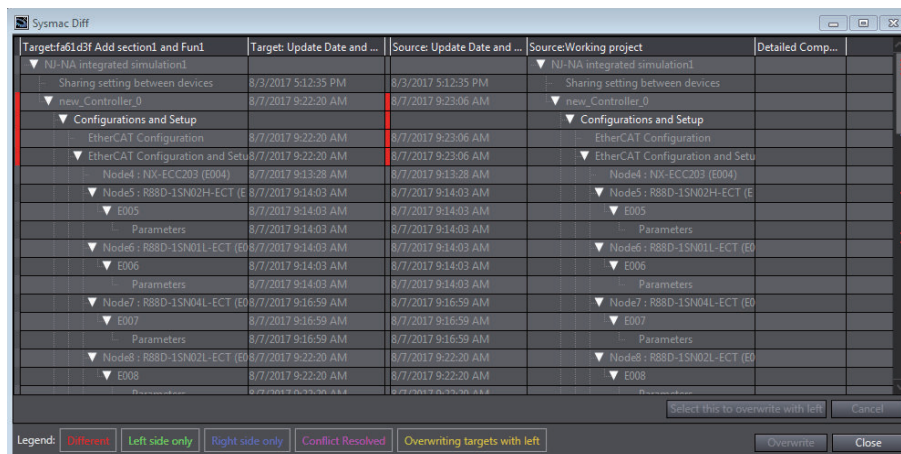 Sysmac Diff
Target:fa61d3f Add section1 and Fun1 Target: Update Date and ... Source: Update Date and ... Source:Working project Detailed Comp...
NJ-NA integrated simulation1 NJ-NA integrated simulation1
Sharing setting between devices 8/3/2017 5:12:35 PM 8/3/2017 5:12:35 PM Sharing setting between devices
new_Controller_0 8/7/2017 9:22:20 AM 8/7/2017 9:23:06 AM new_Controller_0
Configurations and Setup Configurations and Setup
EtherCAT Configuration 8/7/2017 9:22:20 AM 8/7/2017 9:23:06 AM EtherCAT Configuration
EtherCAT Configuration and Setu 8/7/2017 9:22:20 AM 8/7/2017 9:23:06 AM EtherCAT Configuration and Setu
Node4 : NX-ECC203 (E004) 8/7/2017 9:13:28 AM 8/7/2017 9:13:28 AM Node4 : NX-ECC203 (E004)
Node5 : R88D-1SN02H-ECT (E 8/7/2017 9:14:03 AM 8/7/2017 9:14:03 AM Node5 : R88D-1SN02H-ECT (E
E005 8/7/2017 9:14:03 AM 8/7/2017 9:14:03 AM E005
Parameters 8/7/2017 9:14:03 AM 8/7/2017 9:14:03 AM Parameters
Node6 : R88D-1SN01L-ECT (E0 8/7/2017 9:14:03 AM 8/7/2017 9:14:03 AM Node6 : R88D-1SN01L-ECT (E0
E006 8/7/2017 9:14:03 AM 8/7/2017 9:14:03 AM E006
Parameters 8/7/2017 9:14:03 AM 8/7/2017 9:14:03 AM Parameters
Node7 : R88D-1SN04L-ECT (E0 8/7/2017 9:16:59 AM 8/7/2017 9:16:59 AM Node7 : R88D-1SN04L-ECT (E0
E007 8/7/2017 9:16:59 AM 8/7/2017 9:16:59 AM E007
Parameters 8/7/2017 9:16:59 AM 8/7/2017 9:16:59 AM Parameters
Node8 : R88D-1SN02L-ECT (E0 8/7/2017 9:22:20 AM 8/7/2017 9:22:20 AM Node8 : R88D-1SN02L-ECT (E0
E008 8/7/2017 9:22:20 AM 8/7/2017 9:22:20 AM E008
Parameters 8/7/2017 9:22:20 AM 8/7/2017 9:22:20 AM Parameters
Select this to overwrite with left Cancel
Legend: Different Left side only Right side only Conflict Resolved Overwriting targets with left Overwrite Close